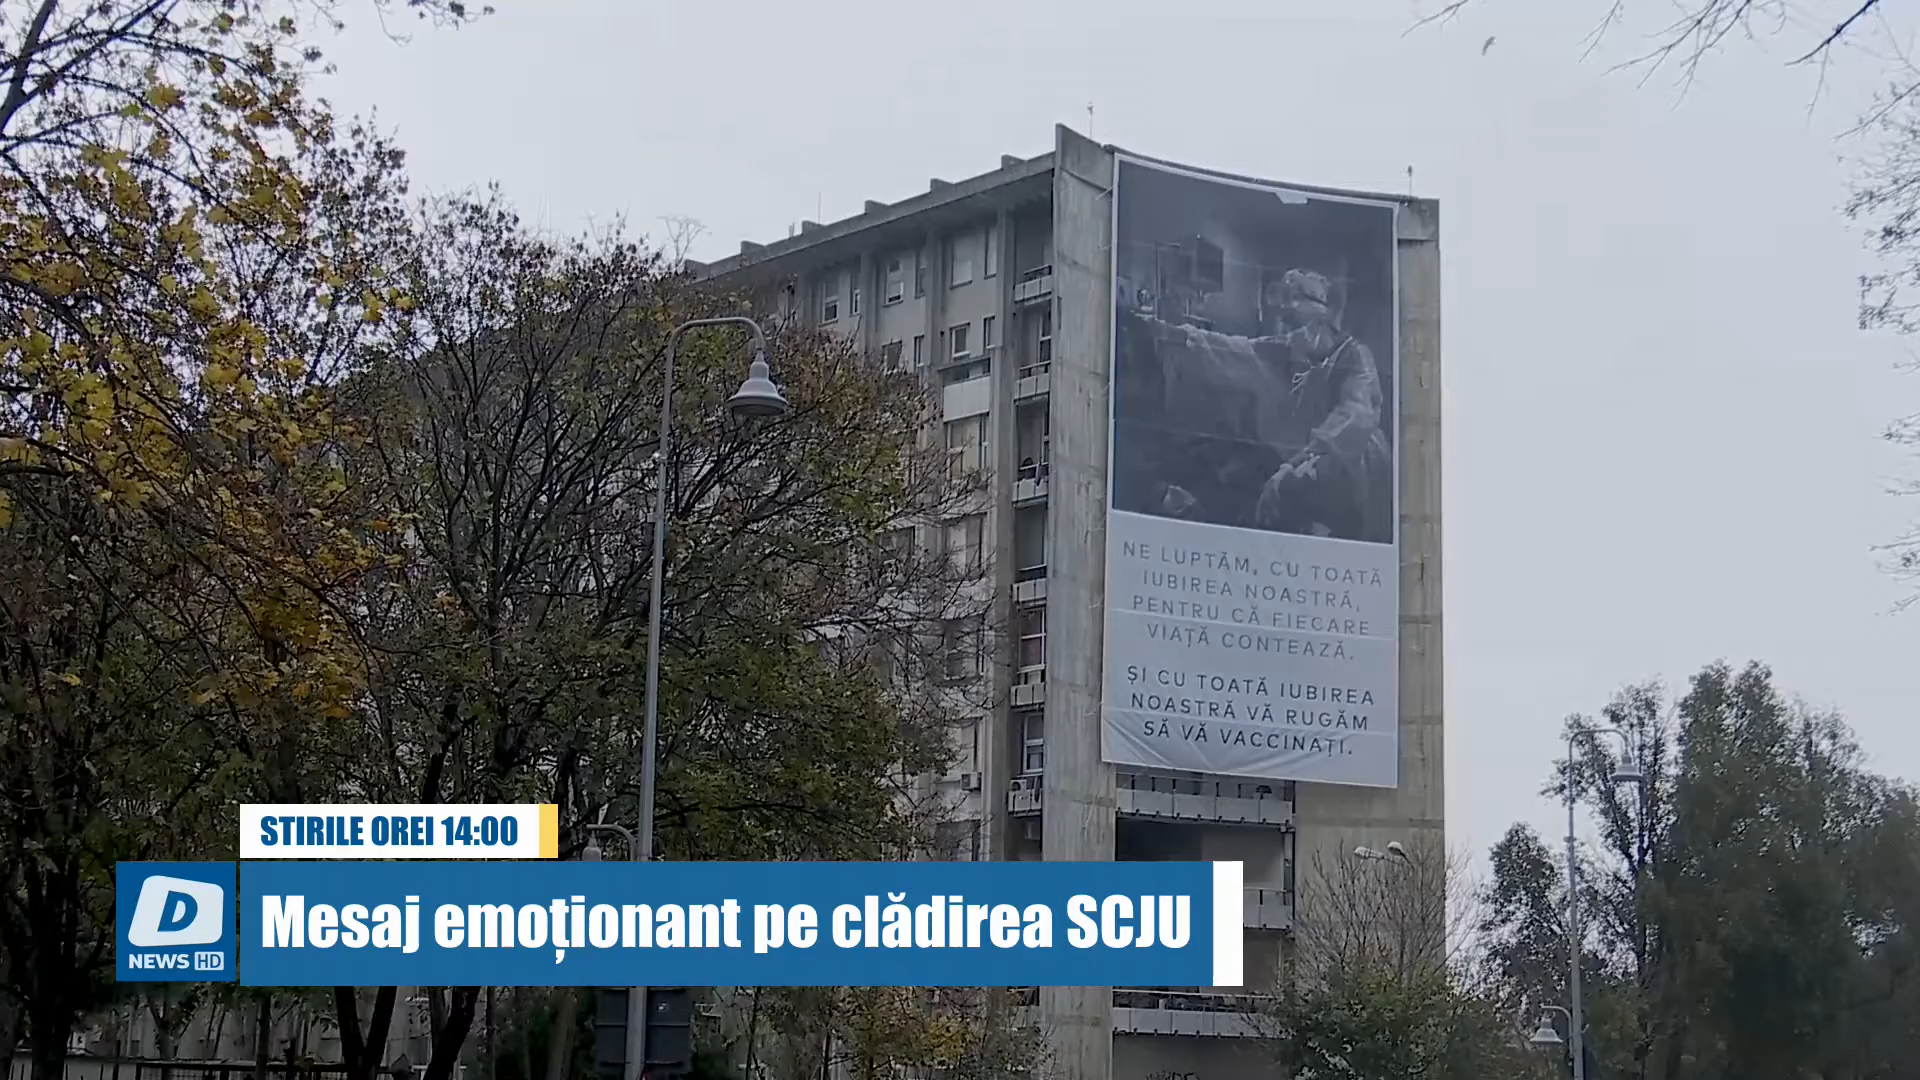 NE LUPTĂM, CU TOATĂ
IUBIREA NOASTRĂ,
PENTRU CĂ FIECARE
VIAȚĂ CONTEAZĂ.
ȘI CU TOATĂ IUBIREA
NOASTRĂ VĂ RUGĂM
SĂ VĂ VACCINAȚI.
STIRILE OREI 14:00
D
NEWS HD
Mesaj emoționant pe clădirea SCJU